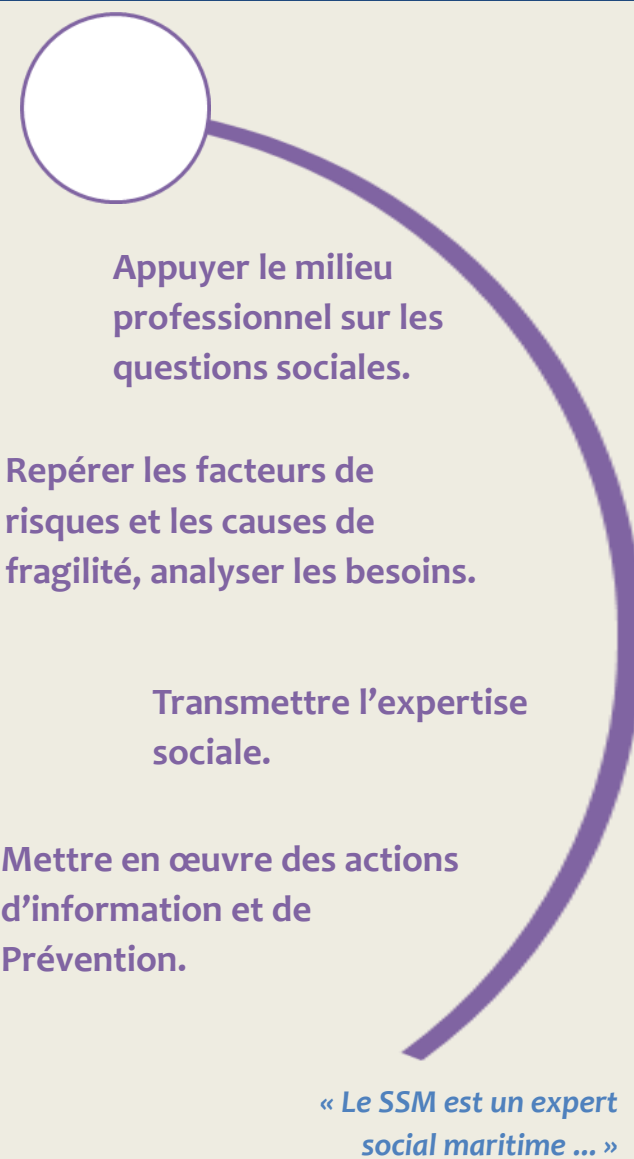 Appuyer le milieu
professionnel sur les
questions sociales.
Repérer les facteurs de
risques et les causes de
fragilité, analyser les besoins.
Transmettre l’expertise
sociale.
Mettre en œuvre des actions
d’information et de
Prévention.
« Le SSM est un expert
social maritime ... »